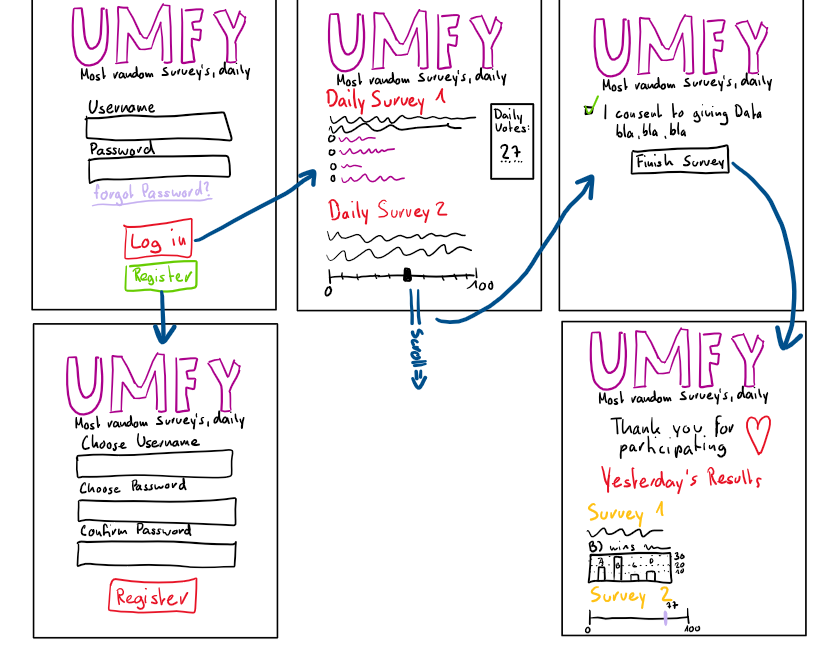 UMFY
Most random Survey's, daily
Username
Password
forgot Password?
Log in
Register
UMFY
Most random Survey's, daily
Daily Survey 1
Daily
Votes:
27
Daily Survey 2
0
100
Scroll
UMFY
Most random Survey's, daily
I consent to giving Data
bla, bla, bla
Finish Survey
UMFY
Most random Survey's, daily
Choose Username
Choose Password
Confirm Password
Register
UMFY
Most random Survey's, daily
Thank you for
participating
Yesterday's Results
Survey 1
B) wins
30
20
10
Survey 2
77
0
100